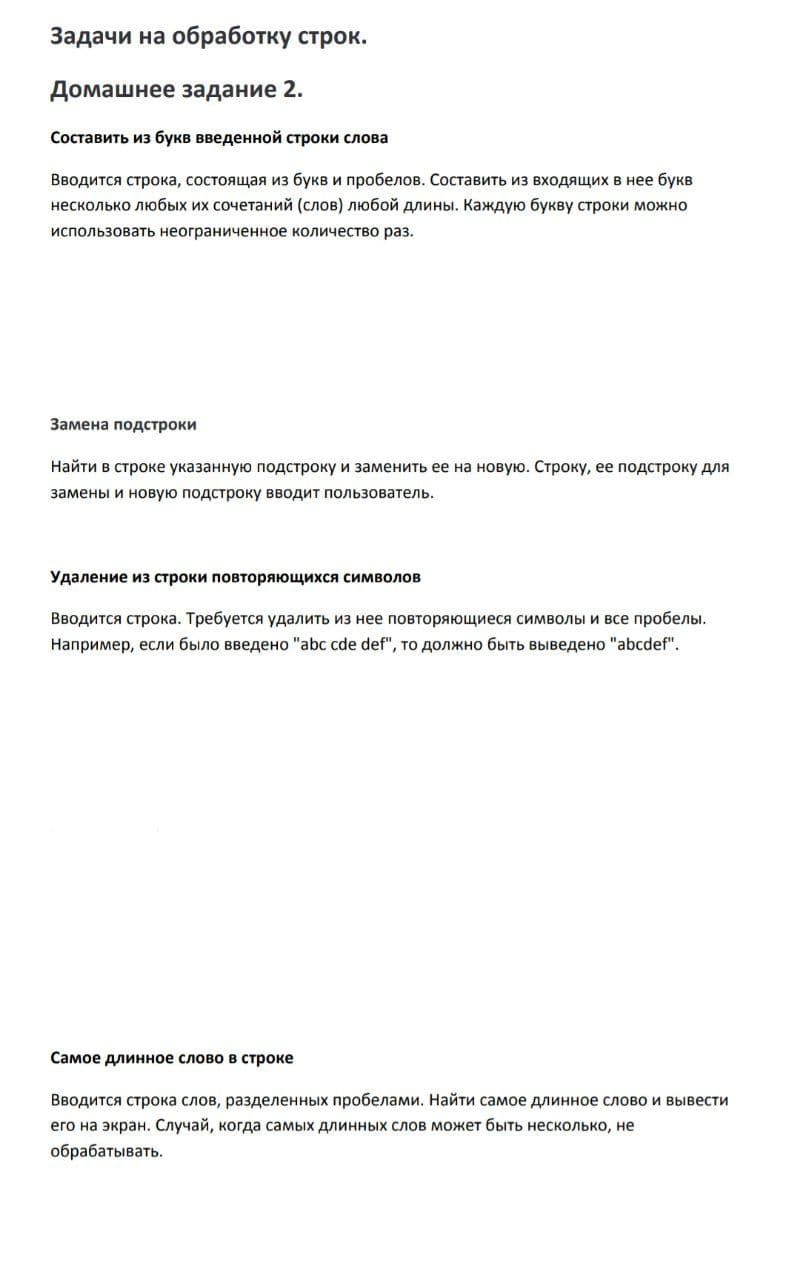 Задачи на обработку строк.
Домашнее задание 2.
Составить из букв введенной строки слова
Вводится строка, состоящая из букв и пробелов. Составить из входящих в нее букв
несколько любых их сочетаний (слов) любой длины. Каждую букву строки можно
использовать неограниченное количество раз.
Замена подстроки
Найти в строке указанную подстроку и заменить ее на новую. Строку, ее подстроку для
замены и новую подстроку вводит пользователь.
Удаление из строки повторяющихся символов
Вводится строка. Требуется удалить из нее повторяющиеся символы и все пробелы.
Например, если было введено "abc cde def", то должно быть выведено "abcdef".
Самое длинное слово в строке
Вводится строка слов, разделенных пробелами. Найти самое длинное слово и вывести
его на экран. Случай, когда самых длинных слов может быть несколько, не
обрабатывать.